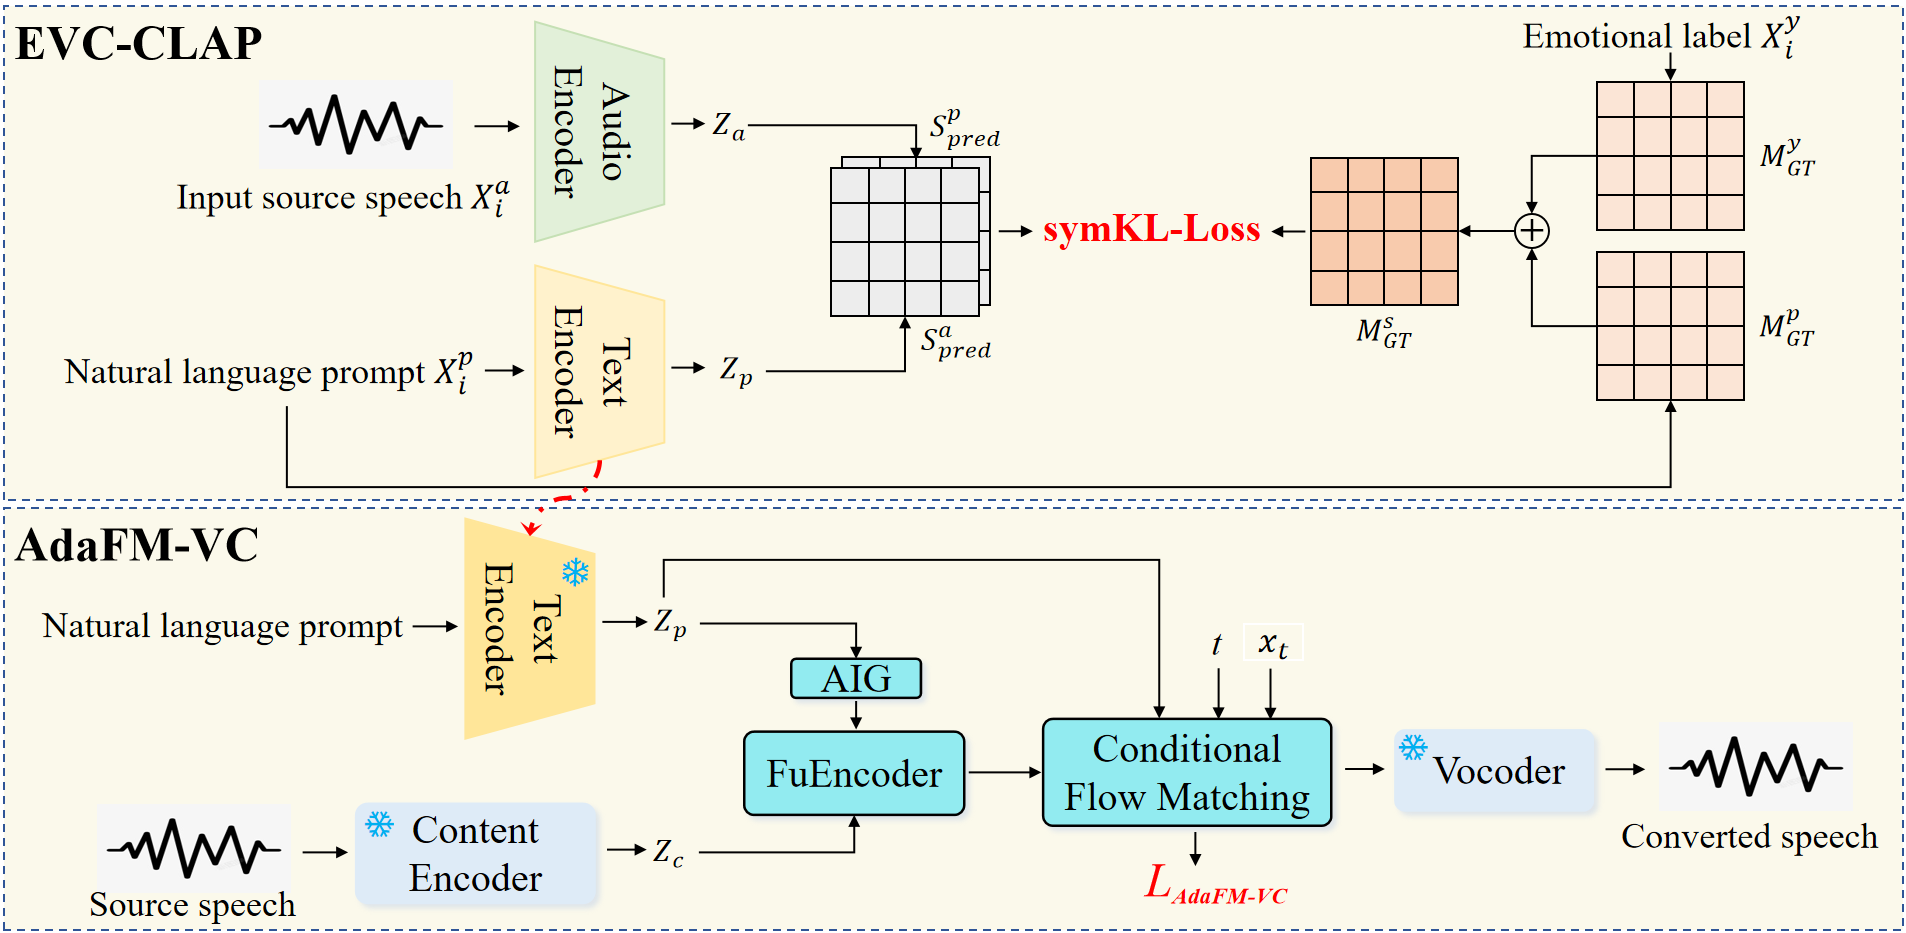 EVC-CLAP
Input source speech $X_i^a$
Audio
Encoder
$Z_a$
$S_{pred}^p$
Natural language prompt $X_i^p$
Text
Encoder
$Z_p$
$S_{pred}^a$
symKL-Loss
$M_{GT}^s$
+
Emotional label $X_i^y$
$M_{GT}^y$
$M_{GT}^p$
AdaFM-VC
Natural language prompt
Text
Encoder
$Z_p$
AIG
FuEncoder
Source speech
Content
Encoder
$Z_c$
$t$
$x_t$
Conditional
Flow Matching
$L_{AdaFM-VC}$
Vocoder
Converted speech